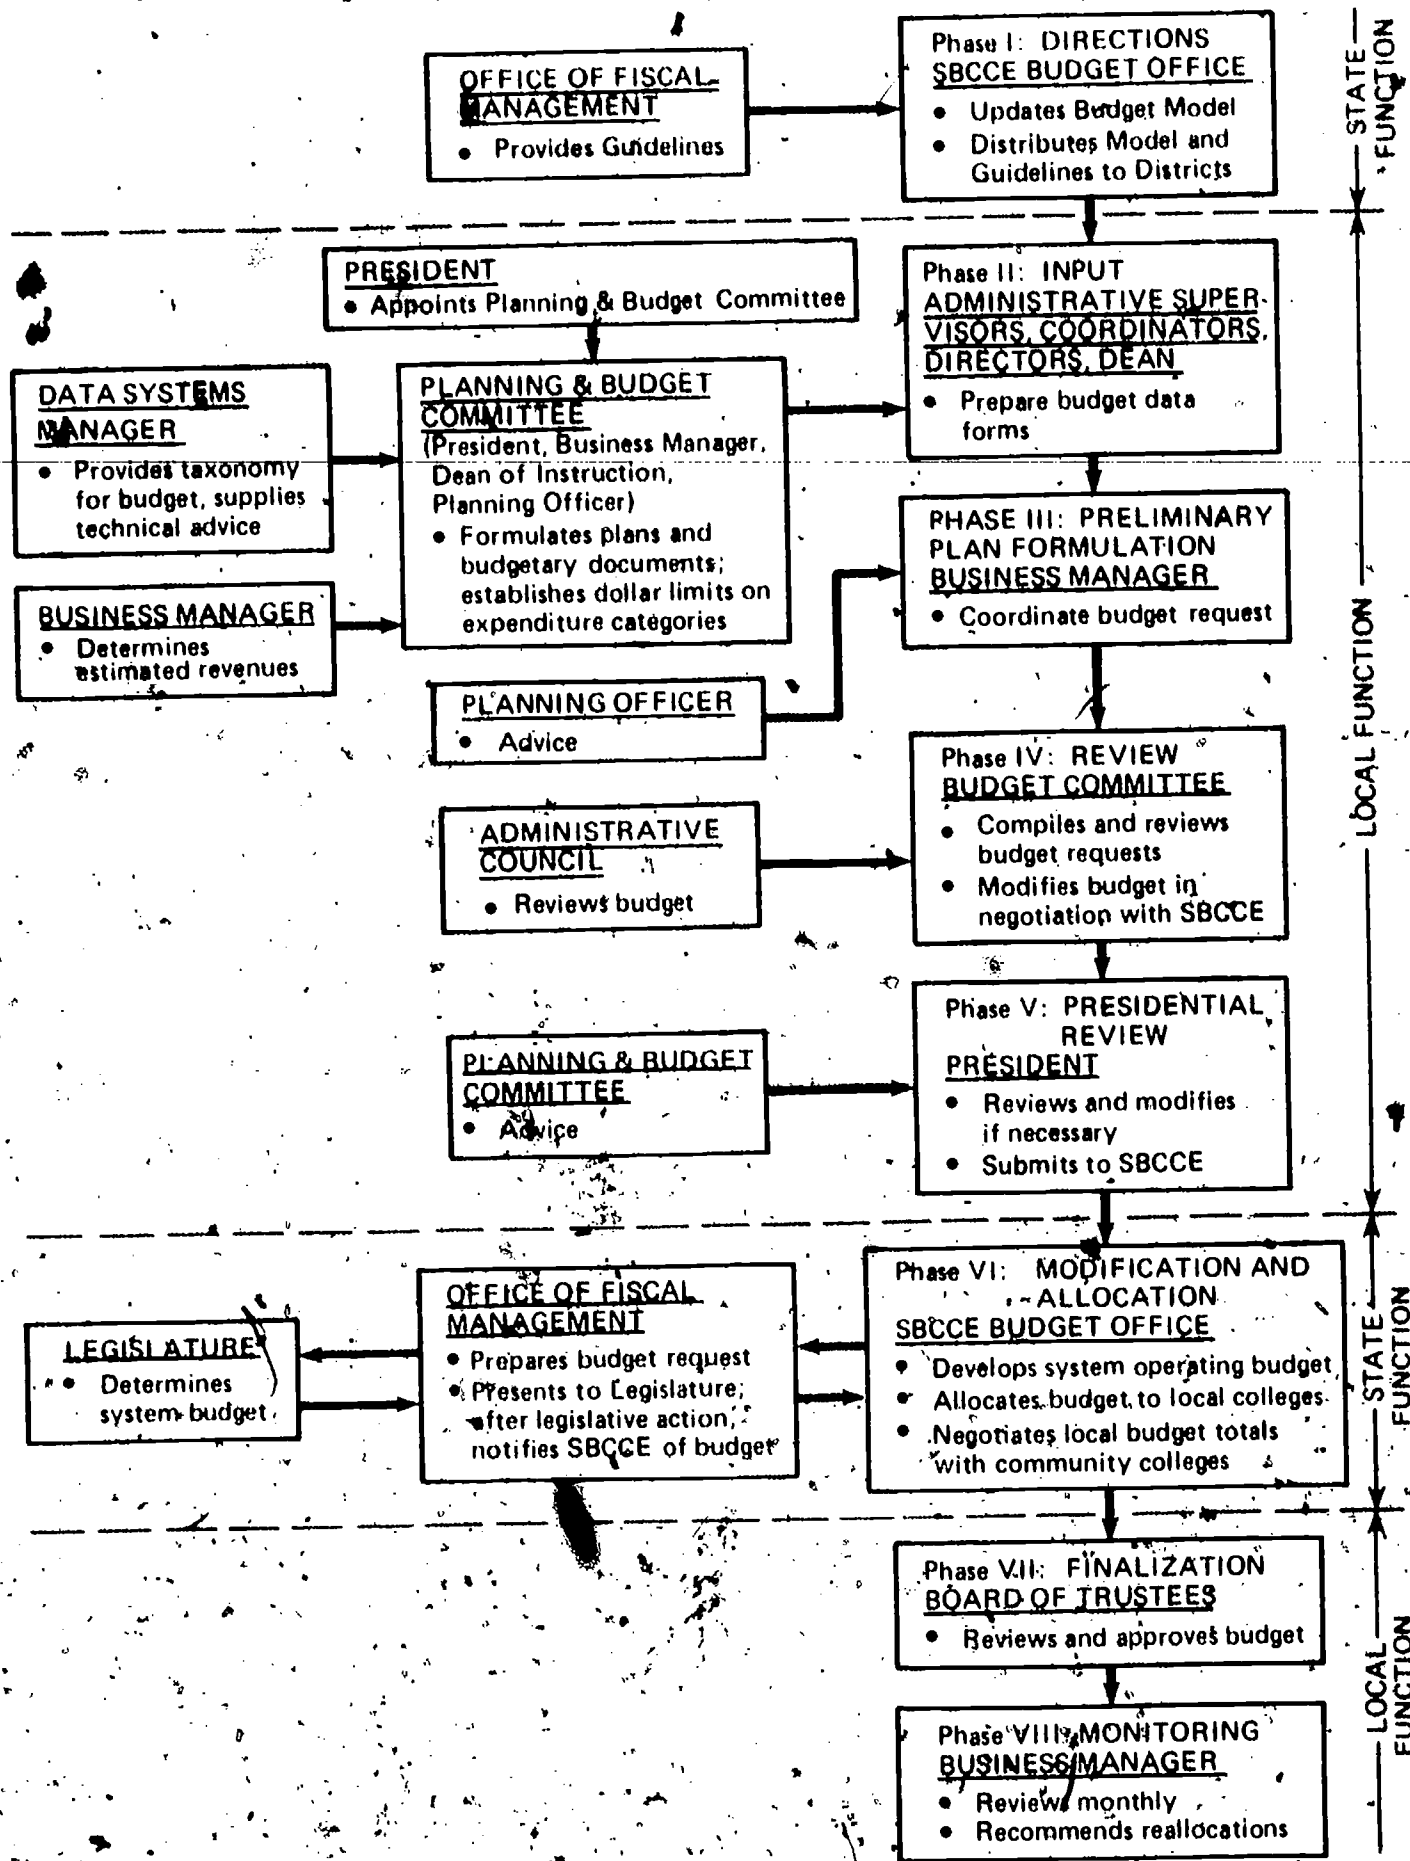 OFFICE OF FISCAL
MANAGEMENT
• Provides Guidelines
Phase I: DIRECTIONS
SBCCE BUDGET OFFICE
• Updates Budget Model
• Distributes Model and
Guidelines to Districts
STATE
FUNCTION
PRESIDENT
• Appoints Planning & Budget Committee
Phase II: INPUT
ADMINISTRATIVE SUPER-
VISORS, COORDINATORS,
DIRECTORS, DEAN
• Prepare budget data
forms
DATA SYSTEMS
MANAGER
• Provides taxonomy
for budget, supplies
technical advice
PLANNING & BUDGET
COMMITTEE
(President, Business Manager,
Dean of Instruction,
Planning Officer)
• Formulates plans and
budgetary documents;
establishes dollar limits on
expenditure categories
BUSINESS MANAGER
• Determines
estimated revenues
PHASE III: PRELIMINARY
PLAN FORMULATION
BUSINESS MANAGER
• Coordinate budget request
PLANNING OFFICER
• Advice
LOCAL FUNCTION
Phase IV: REVIEW
BUDGET COMMITTEE
• Compiles and reviews
budget requests
• Modifies budget in
negotiation with SBCCE
ADMINISTRATIVE
COUNCIL
• Reviews budget
Phase V: PRESIDENTIAL
REVIEW
PRESIDENT
• Reviews and modifies
if necessary
• Submits to SBCCE
PLANNING & BUDGET
COMMITTEE
• Advice
LEGISLATURE
• Determines
system budget
OFFICE OF FISCAL
MANAGEMENT
• Prepares budget request
• Presents to Legislature;
after legislative action,
notifies SBCCE of budget
Phase VI: MODIFICATION AND
ALLOCATION
SBCCE BUDGET OFFICE
• Develops system operating budget
• Allocates budget to local colleges
• Negotiates local budget totals
with community colleges
STATE
FUNCTION
Phase VII: FINALIZATION
BOARD OF TRUSTEES
• Reviews and approves budget
Phase VIII: MONITORING
BUSINESS MANAGER
• Reviews monthly
• Recommends reallocations
LOCAL
FUNCTION